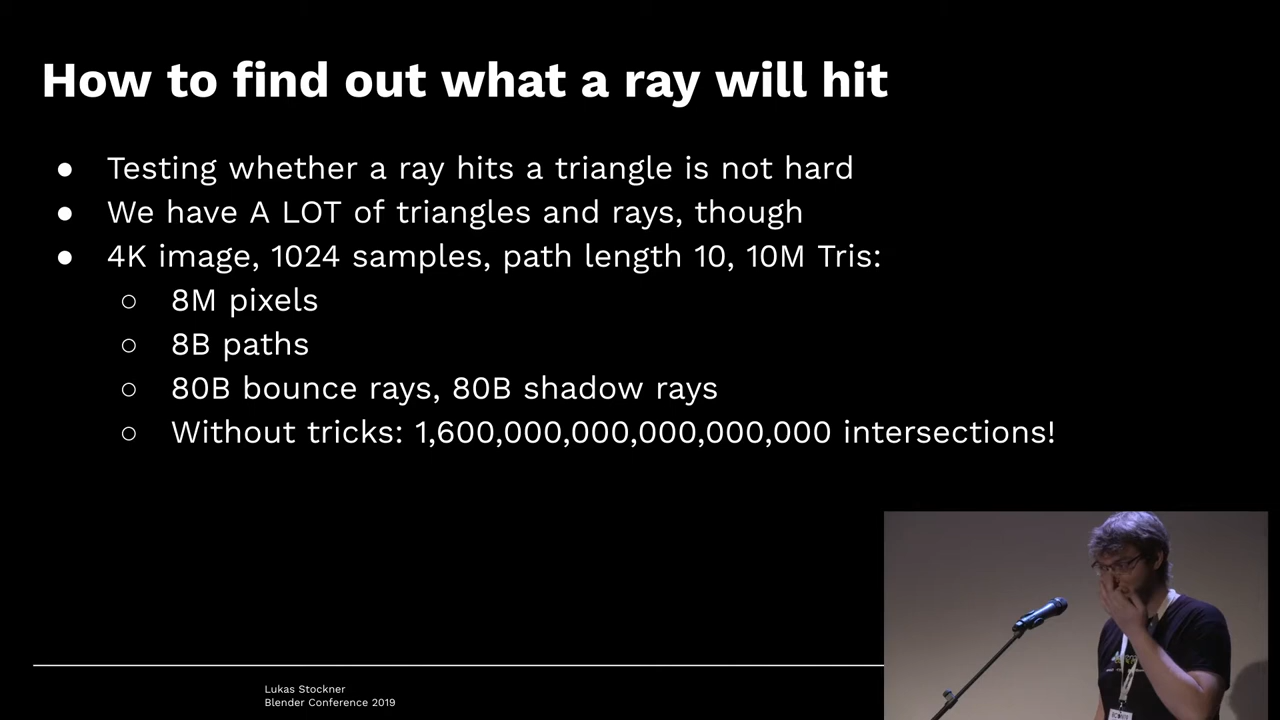 How to find out what a ray will hit
● Testing whether a ray hits a triangle is not hard
● We have A LOT of triangles and rays, though
● 4K image, 1024 samples, path length 10, 10M Tris:
○ 8M pixels
○ 8B paths
○ 80B bounce rays, 80B shadow rays
○ Without tricks: 1,600,000,000,000,000,000 intersections!
Lukas Stockner
Blender Conference 2019